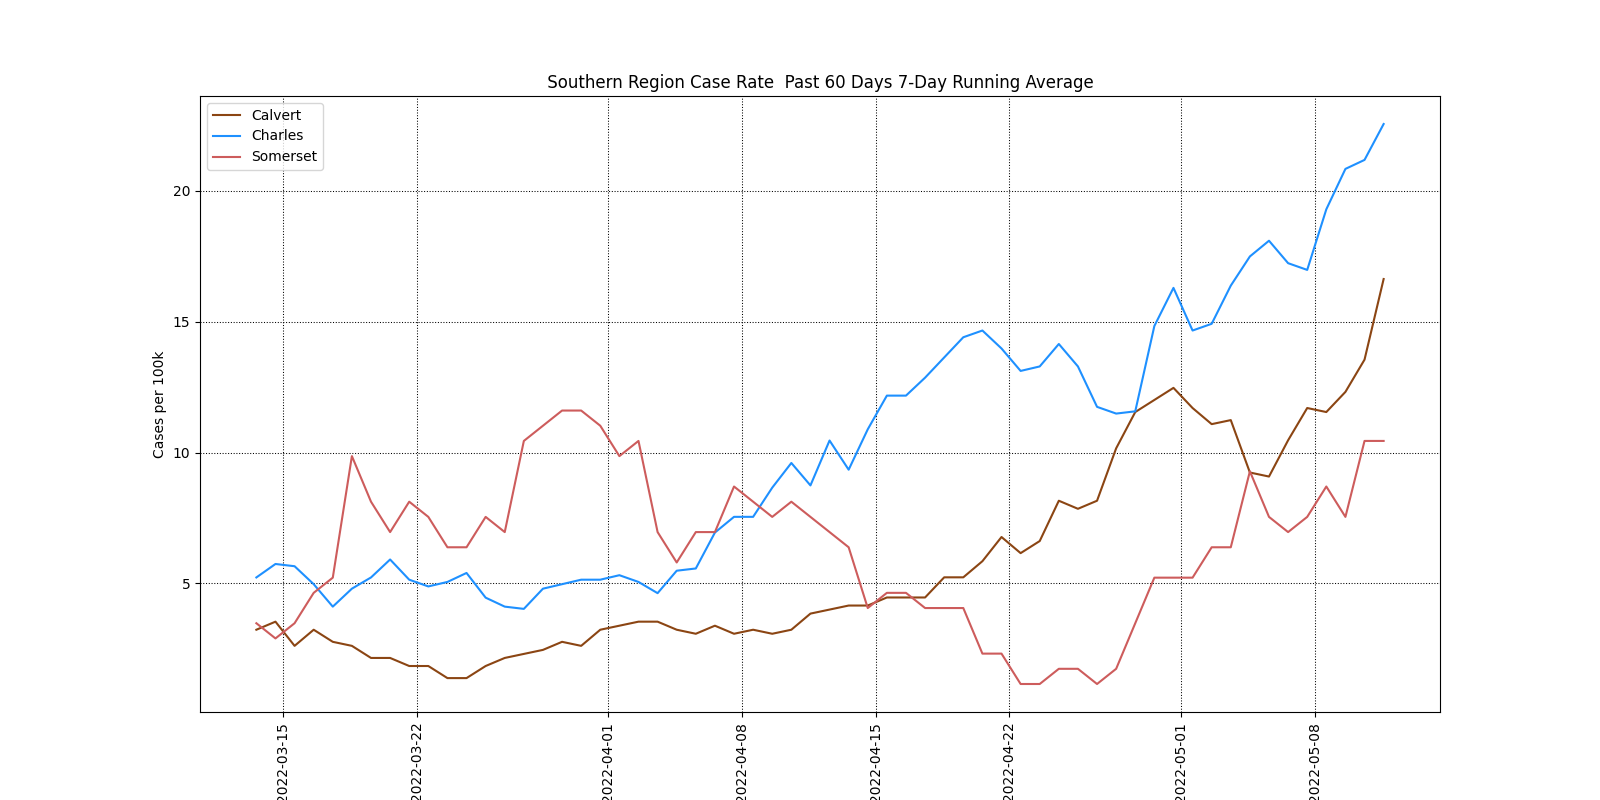 Southern Region Case Rate  Past 60 Days 7-Day Running Average
Calvert
Charles
Somerset
Cases per 100k
20
15
10
5
2022-03-15
2022-03-22
2022-04-01
2022-04-08
2022-04-15
2022-04-22
2022-05-01
2022-05-08